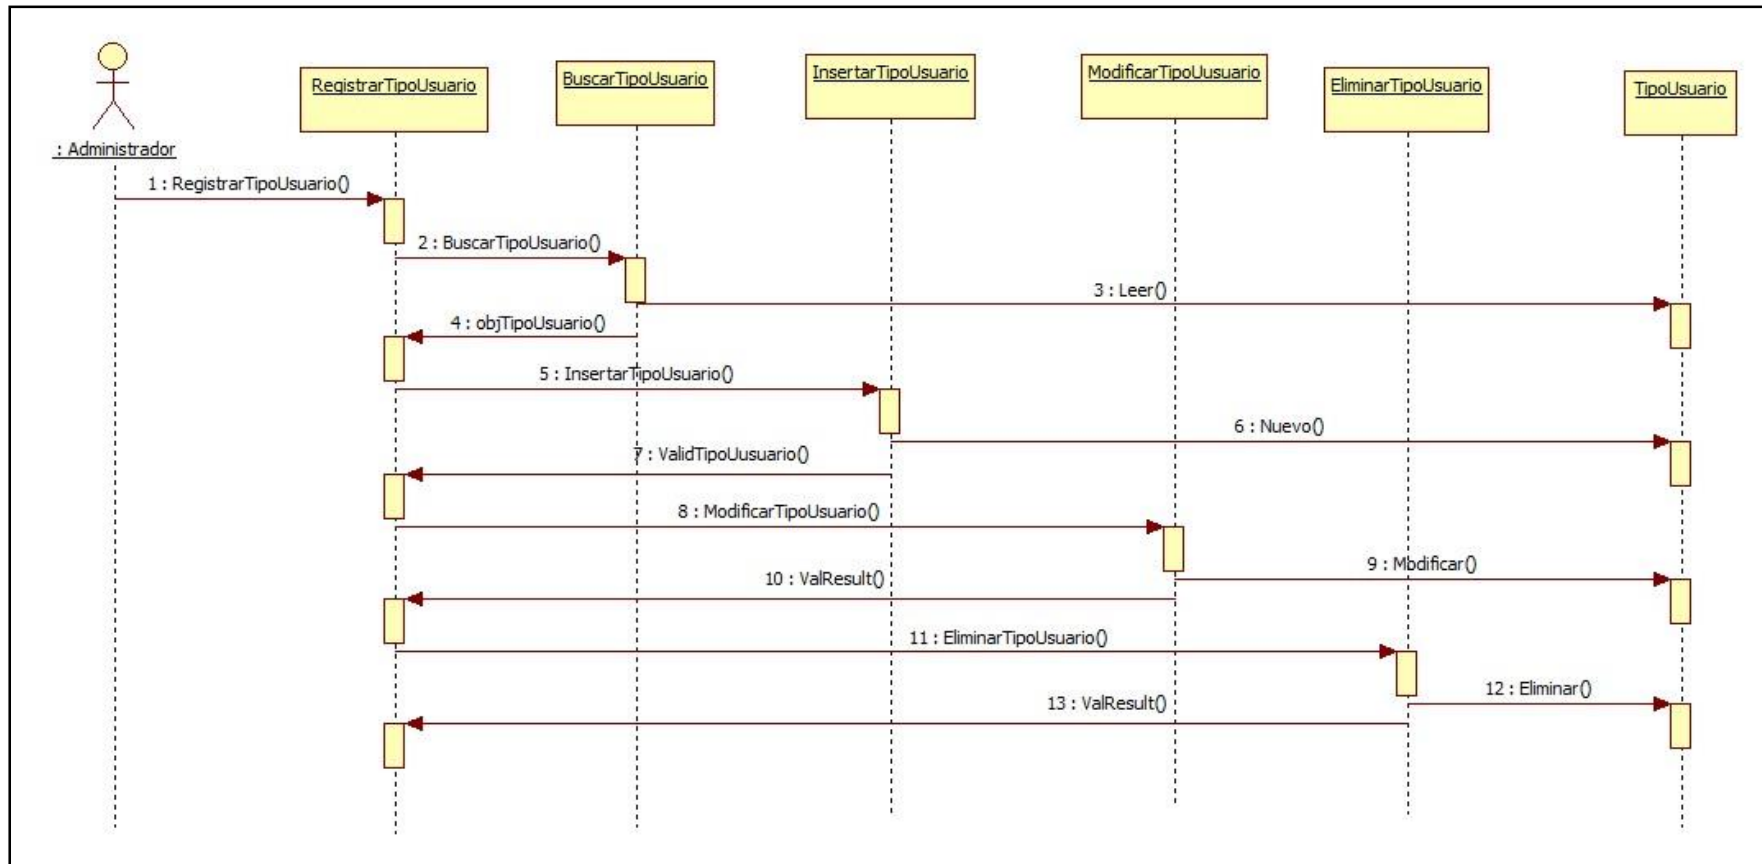 : Administrador
RegistrarTipoUsuario
BuscarTipoUsuario
InsertarTipoUsuario
ModificarTipoUusuario
EliminarTipoUsuario
TipoUsuario
1 : RegistrarTipoUsuario()
2 : BuscarTipoUsuario()
3 : Leer()
4 : objTipoUsuario()
5 : InsertarTipoUsuario()
6 : Nuevo()
7 : ValidTipoUusuario()
8 : ModificarTipoUsuario()
9 : Modificar()
10 : ValResult()
11 : EliminarTipoUsuario()
12 : Eliminar()
13 : ValResult()